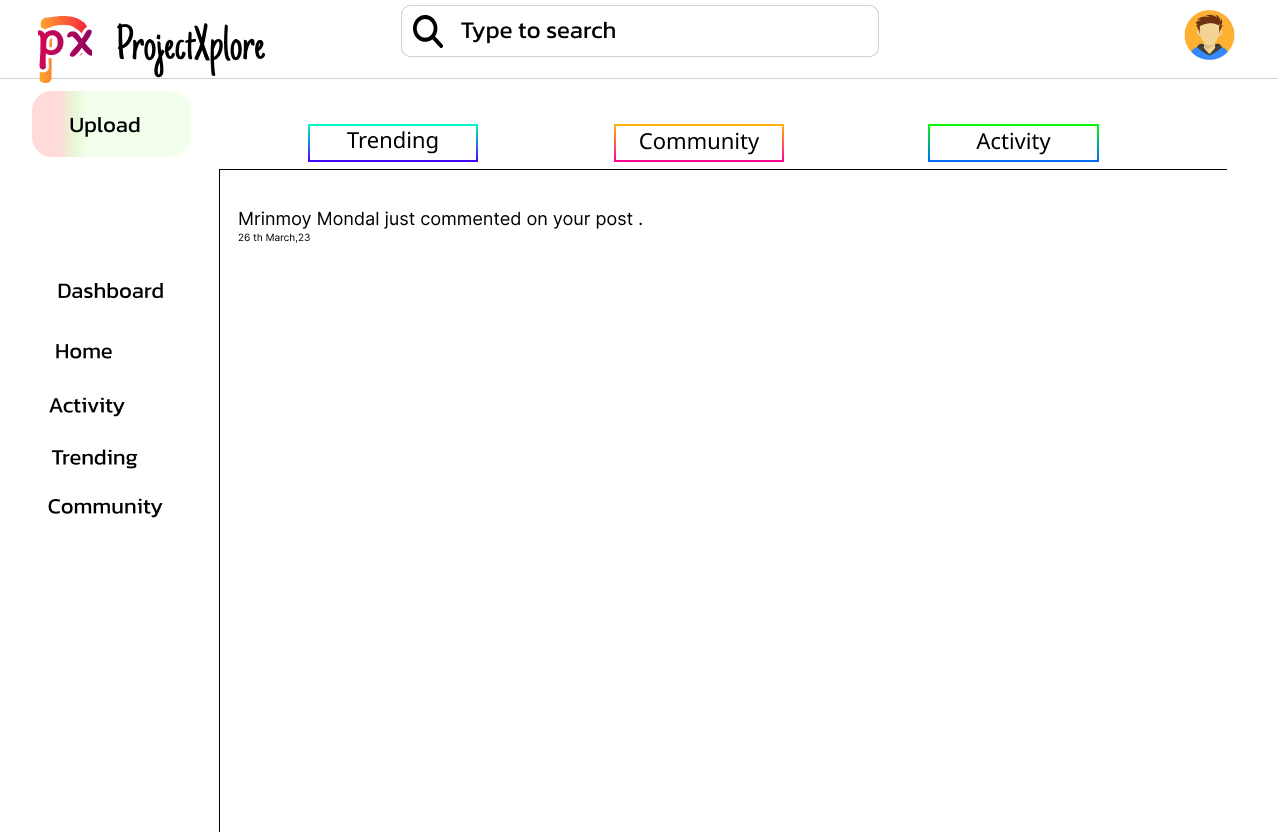 px ProjectXplore
Type to search
Upload
Trending Community Activity
Mrinmoy Mondal just commented on your post .
26 th March,23
Dashboard
Home
Activity
Trending
Community